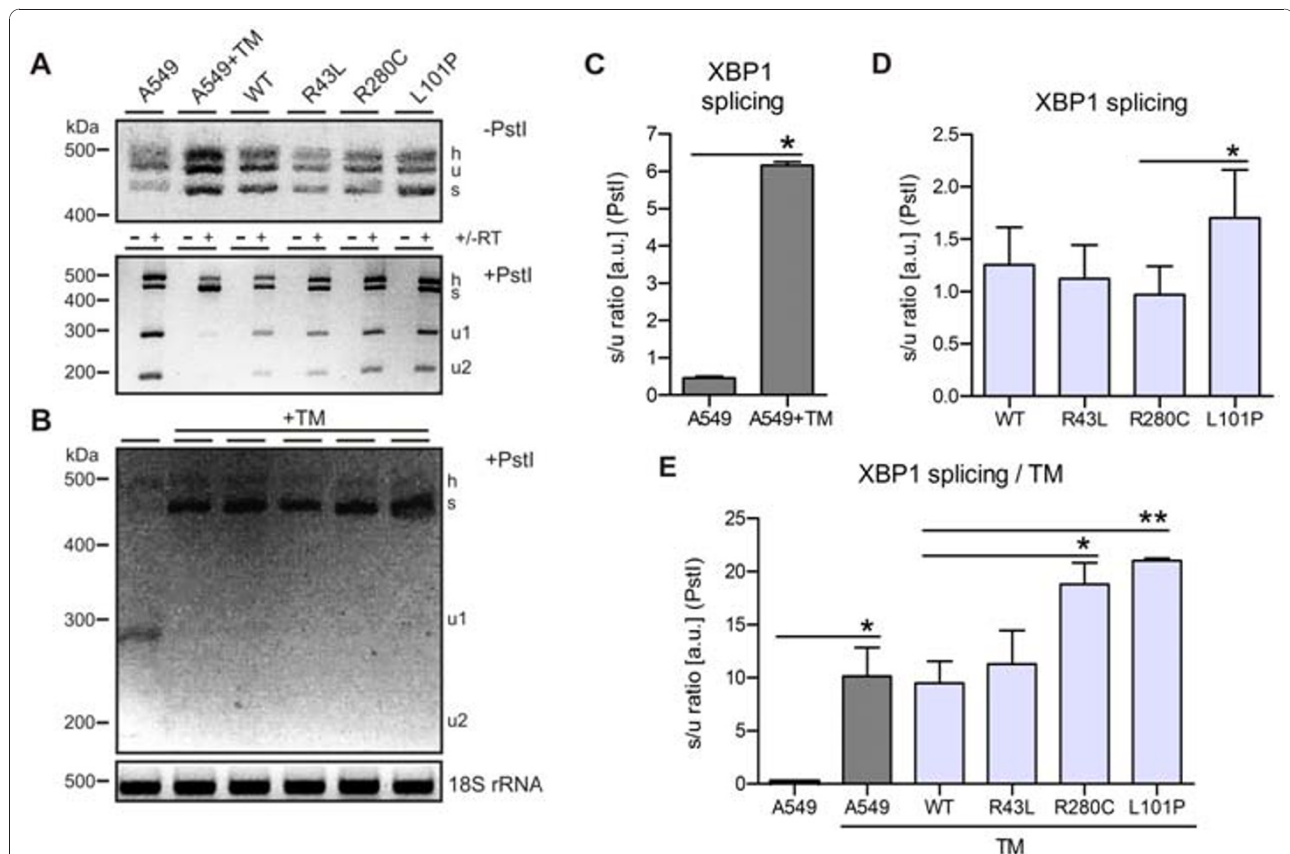 A
A549 A549+TM WT R43L R280C L101P
kDa
-PstI
500
h
u
s
400
- + - + - + - + - + - + +/-RT
+PstI
500
h
400
s
300
u1
200
u2
B
+TM
kDa
+PstI
500
h
s
400
300
u1
200
u2
500
18S rRNA
C
XBP1
splicing
s/u ratio [a.u.] (PstI)
7
6
5
4
3
2
1
0
*
A549 A549+TM
D
XBP1 splicing
s/u ratio [a.u.] (PstI)
2.5
2.0
1.5
1.0
0.5
0.0
*
WT R43L R280C L101P
E
XBP1 splicing / TM
s/u ratio [a.u.] (PstI)
25
20
15
10
5
0
*
*
**
A549 A549 WT R43L R280C L101P
TM